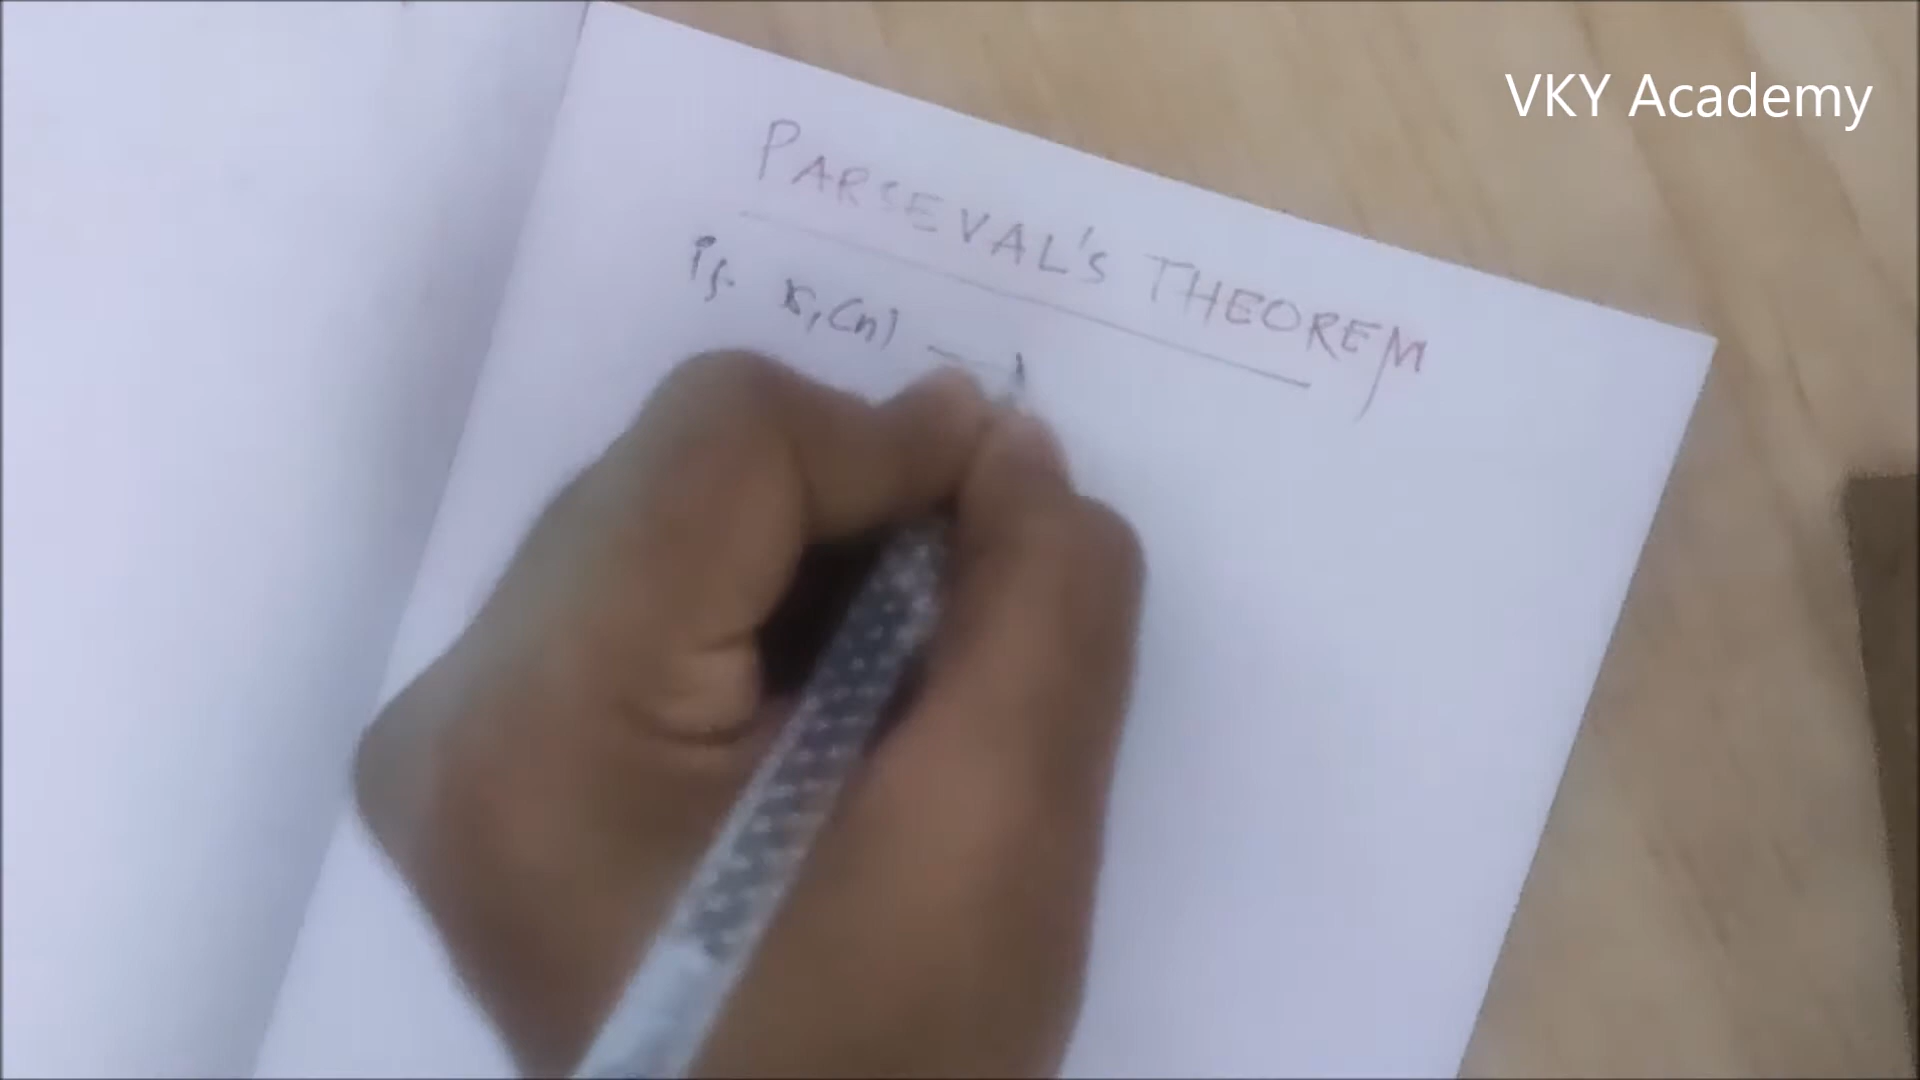 VKY Academy
PARSEVAL'S THEOREM
if x₁(n) →